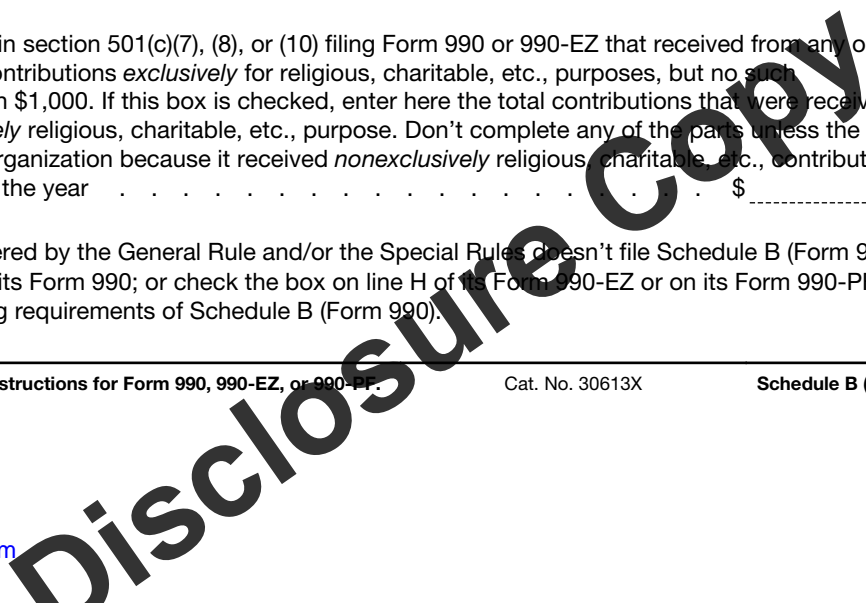 in section 501(c)(7), (8), or (10) filing Form 990 or 990-EZ that received from any o
ontributions exclusively for religious, charitable, etc., purposes, but no such
n $1,000. If this box is checked, enter here the total contributions that were receiv
ely religious, charitable, etc., purpose. Don't complete any of the parts unless the
rganization because it received nonexclusively religious, charitable, etc., contribut
the year . . . . . . . . . . . . . . . . . . . $
ered by the General Rule and/or the Special Rules doesn't file Schedule B (Form 9
its Form 990; or check the box on line H of its Form 990-EZ or on its Form 990-P
g requirements of Schedule B (Form 990).
structions for Form 990, 990-EZ, or 990-PF. Cat. No. 30613X Schedule B (
m
Disclosure Copy